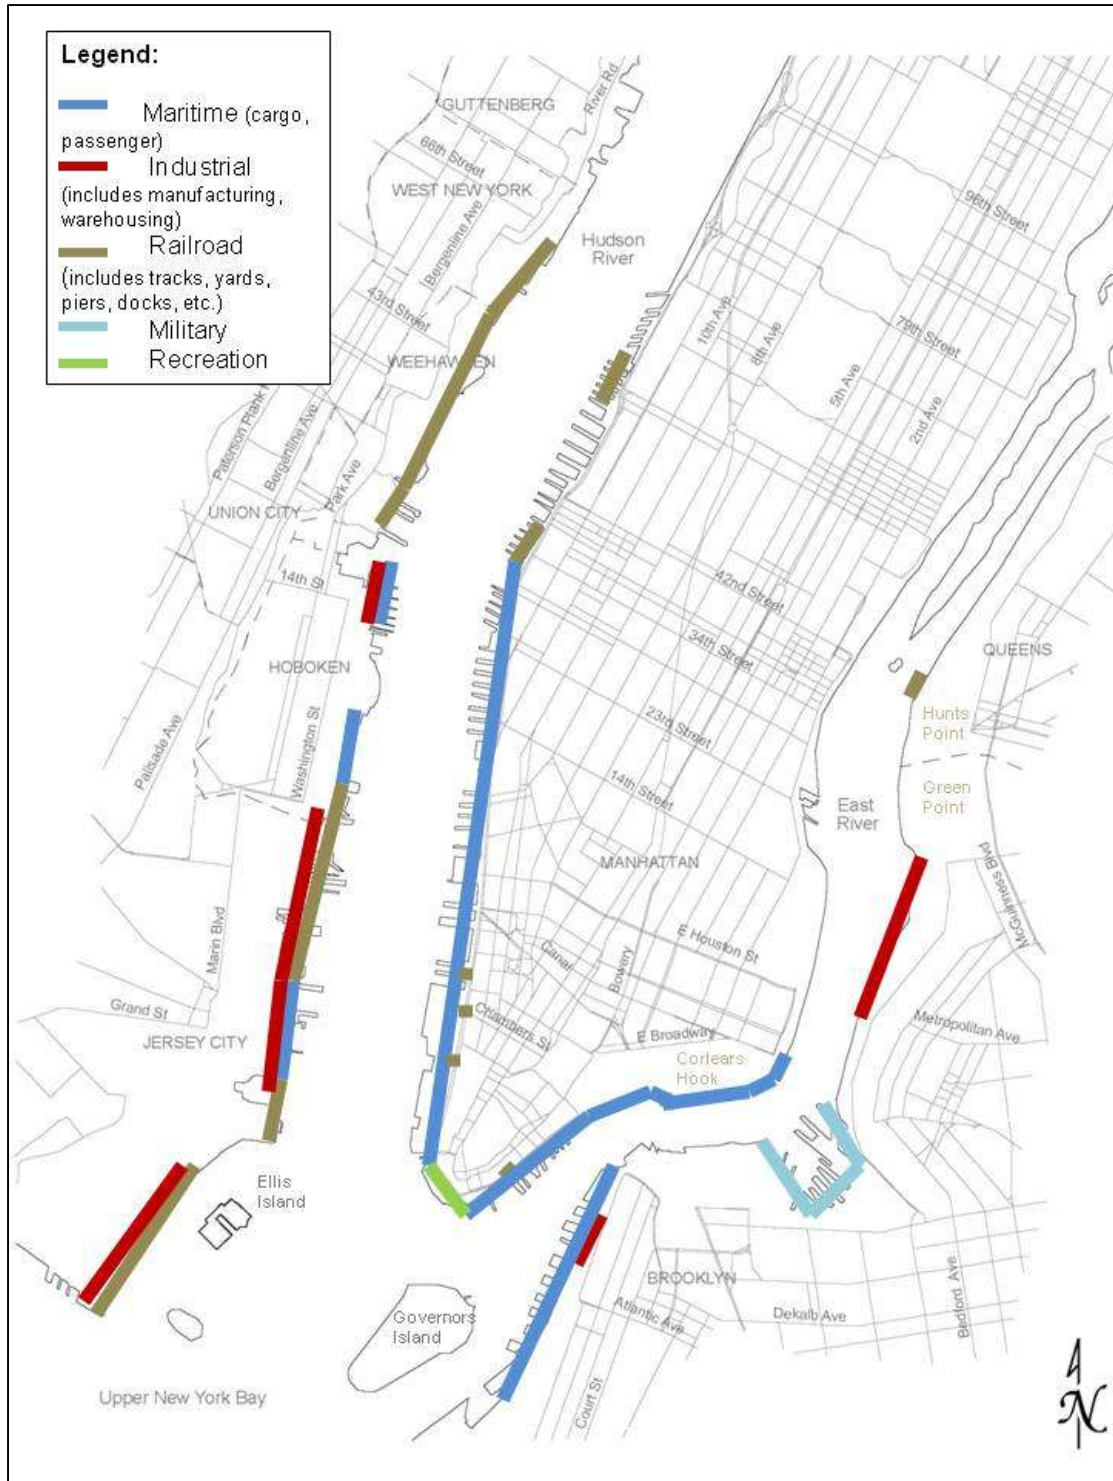 Legend:
Maritime (cargo,
passenger)
Industrial
(includes manufacturing,
warehousing)
Railroad
(includes tracks, yards,
piers, docks, etc.)
Military
Recreation
GUTTENBERG
River Rd
66th Street
WEST NEW YORK
Bergenline Ave
Hudson
River
96th Street
43rd Street
WEEHAWKEN
10th Ave
8th Ave
79th Street
5th Ave
2nd Ave
Bergenline Ave
Park Ave
UNION CITY
14th St
42nd Street
34th Street
HOBOKEN
QUEENS
Hunts
Point
23rd Street
Washington St
Palisade Ave
14th Street
Green
Point
East
River
MANHATTAN
McGuinness Blvd
Marin Blvd
E Houston St
Canal
Bowery
Grand St
Chambers St
E Broadway
Metropolitan Ave
JERSEY CITY
Corlears
Hook
Ellis
Island
BROOKLYN
Governors
Island
Atlantic Ave
Dekalb Ave
Bedford Ave
Court St
Upper New York Bay
N